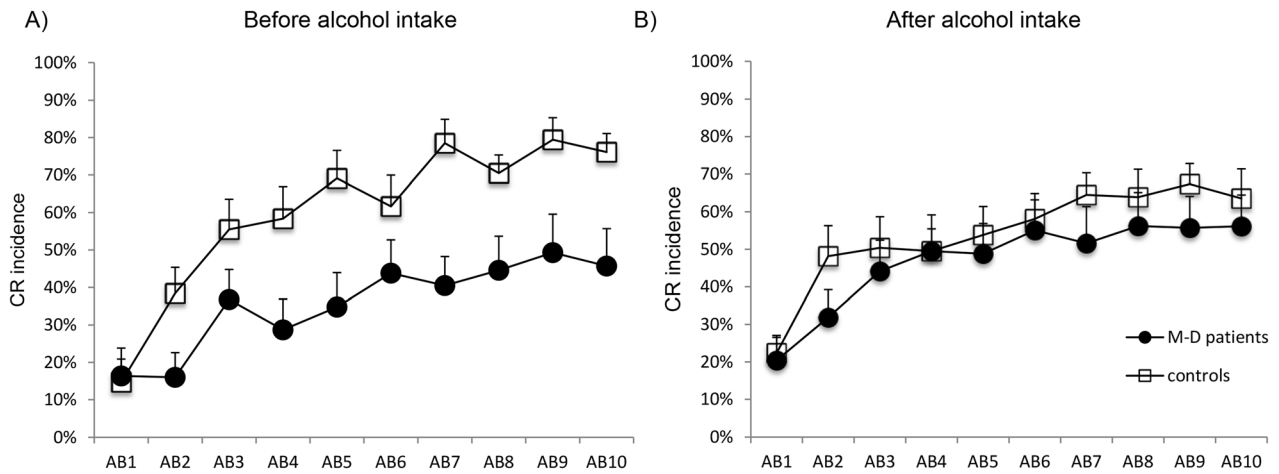 A) Before alcohol intake
100%
90%
80%
70%
60%
50%
40%
30%
20%
10%
0%
CR incidence
AB1 AB2 AB3 AB4 AB5 AB6 AB7 AB8 AB9 AB10
B) After alcohol intake
100%
90%
80%
70%
60%
50%
40%
30%
20%
10%
0%
CR incidence
M-D patients
controls
AB1 AB2 AB3 AB4 AB5 AB6 AB7 AB8 AB9 AB10